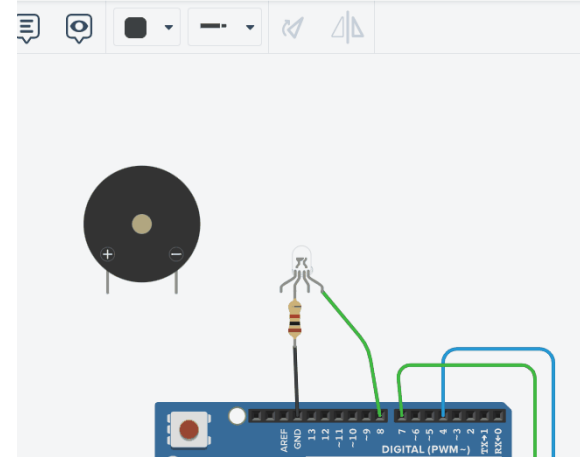 + −
AREF
GND
13
12
~11
~10
~9
8
7
~6
~5
4
~3
2
TX→1
RX←0
DIGITAL (PWM~)